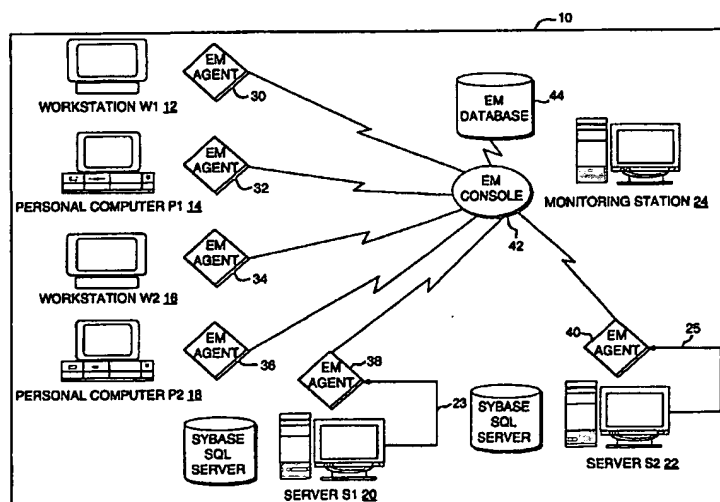 10
EM
AGENT
30
WORKSTATION W1 12
EM
DATABASE
44
EM
AGENT
32
PERSONAL COMPUTER P1 14
EM
CONSOLE
42
MONITORING STATION 24
EM
AGENT
34
WORKSTATION W2 16
EM
AGENT
36
PERSONAL COMPUTER P2 18
EM
AGENT
38
23
SYBASE
SQL
SERVER
SERVER S1 20
40
EM
AGENT
25
SYBASE
SQL
SERVER
SERVER S2 22